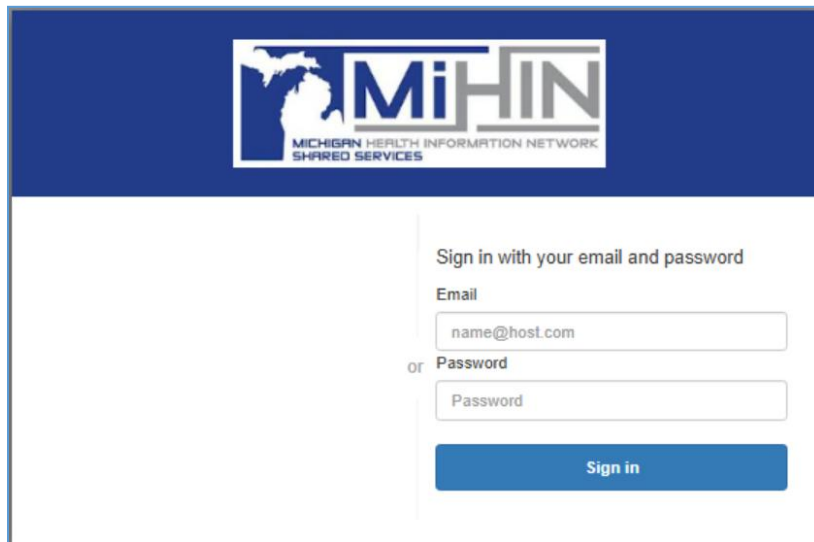 MiHIN
MICHIGAN HEALTH INFORMATION NETWORK
SHARED SERVICES
Sign in with your email and password
Email
name@host.com
or
Password
Password
Sign in